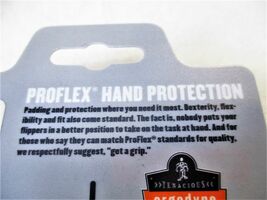 PROFLEX® HAND PROTECTION
Padding and protection where you need it most. Dexterity, flex-
ibility and fit also come standard. The fact is, nobody puts your
flippers in a better position to take on the task at hand. And for
those who say they can match ProFlex® standards for quality,
we respectfully suggest, "get a grip."
>>TENACIOUS<<
ergodyne